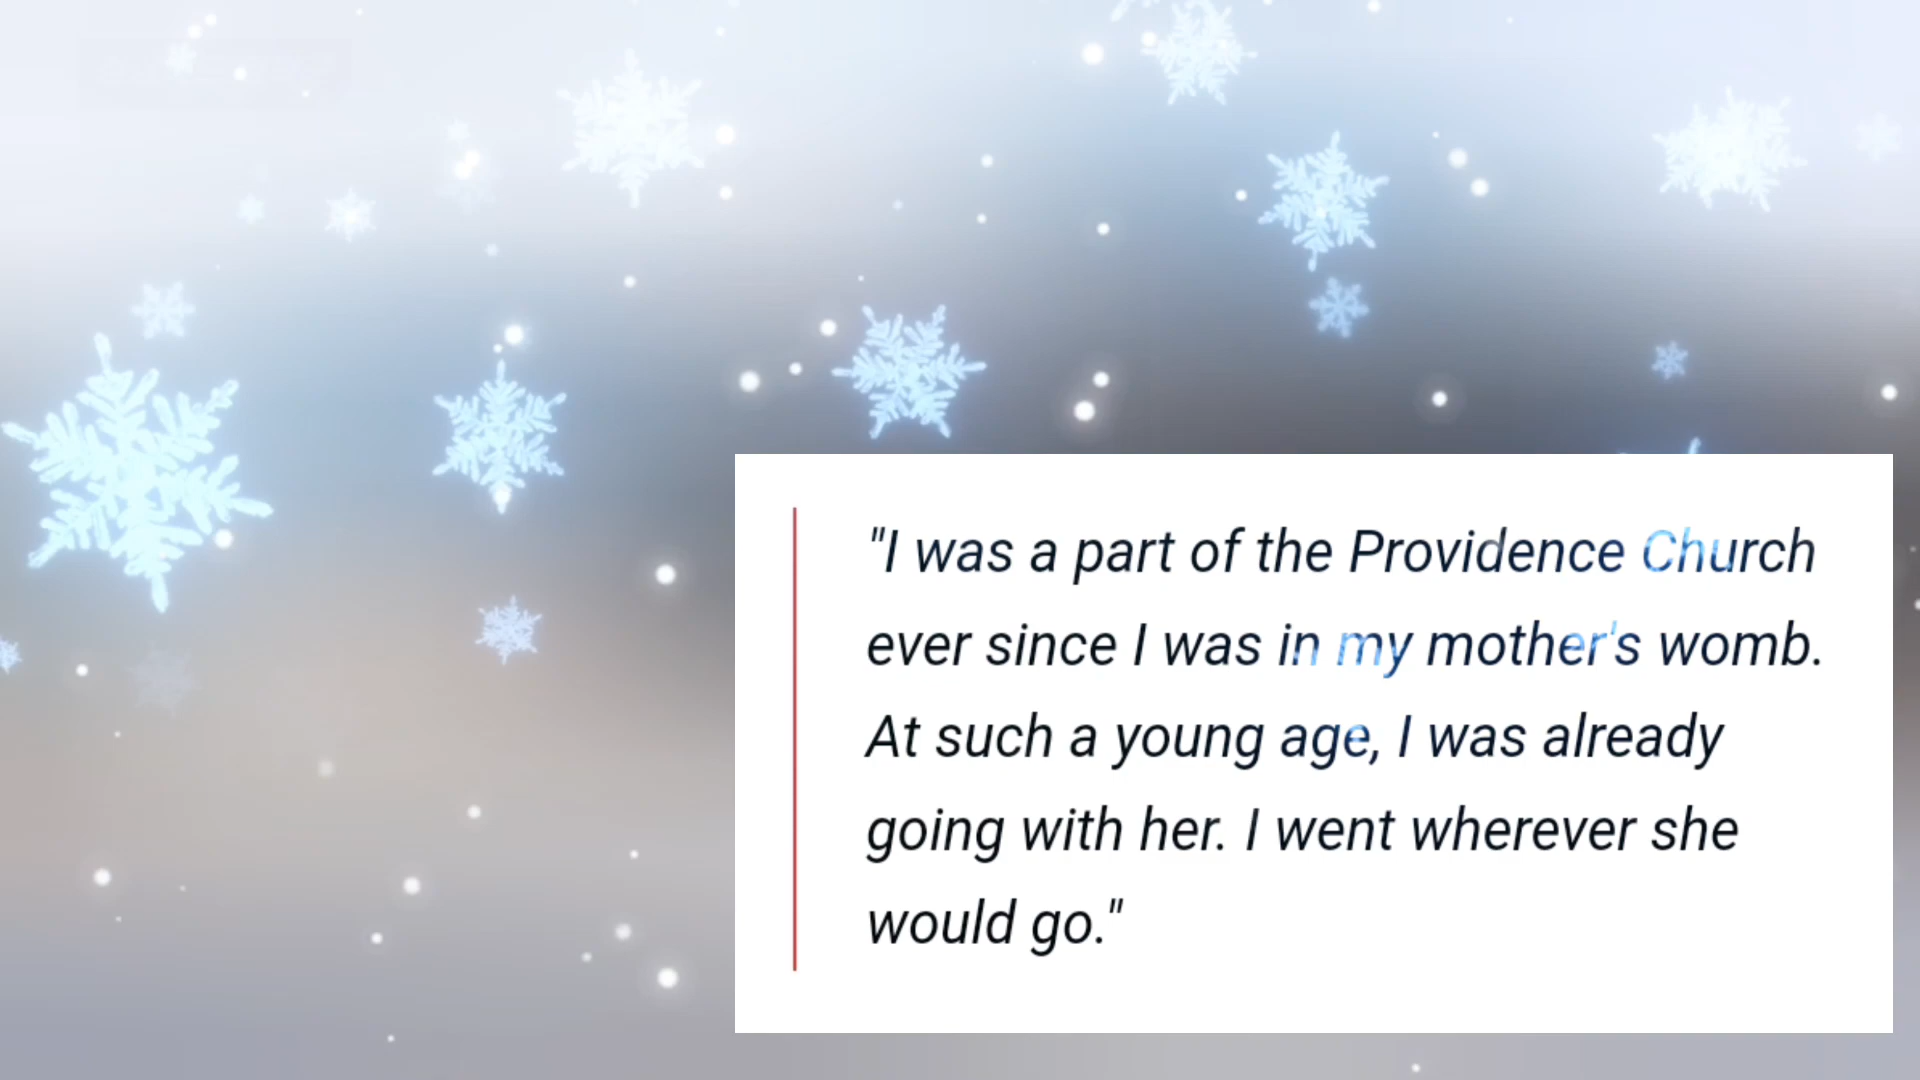 "I was a part of the Providence Church
ever since I was in my mother's womb.
At such a young age, I was already
going with her. I went wherever she
would go."